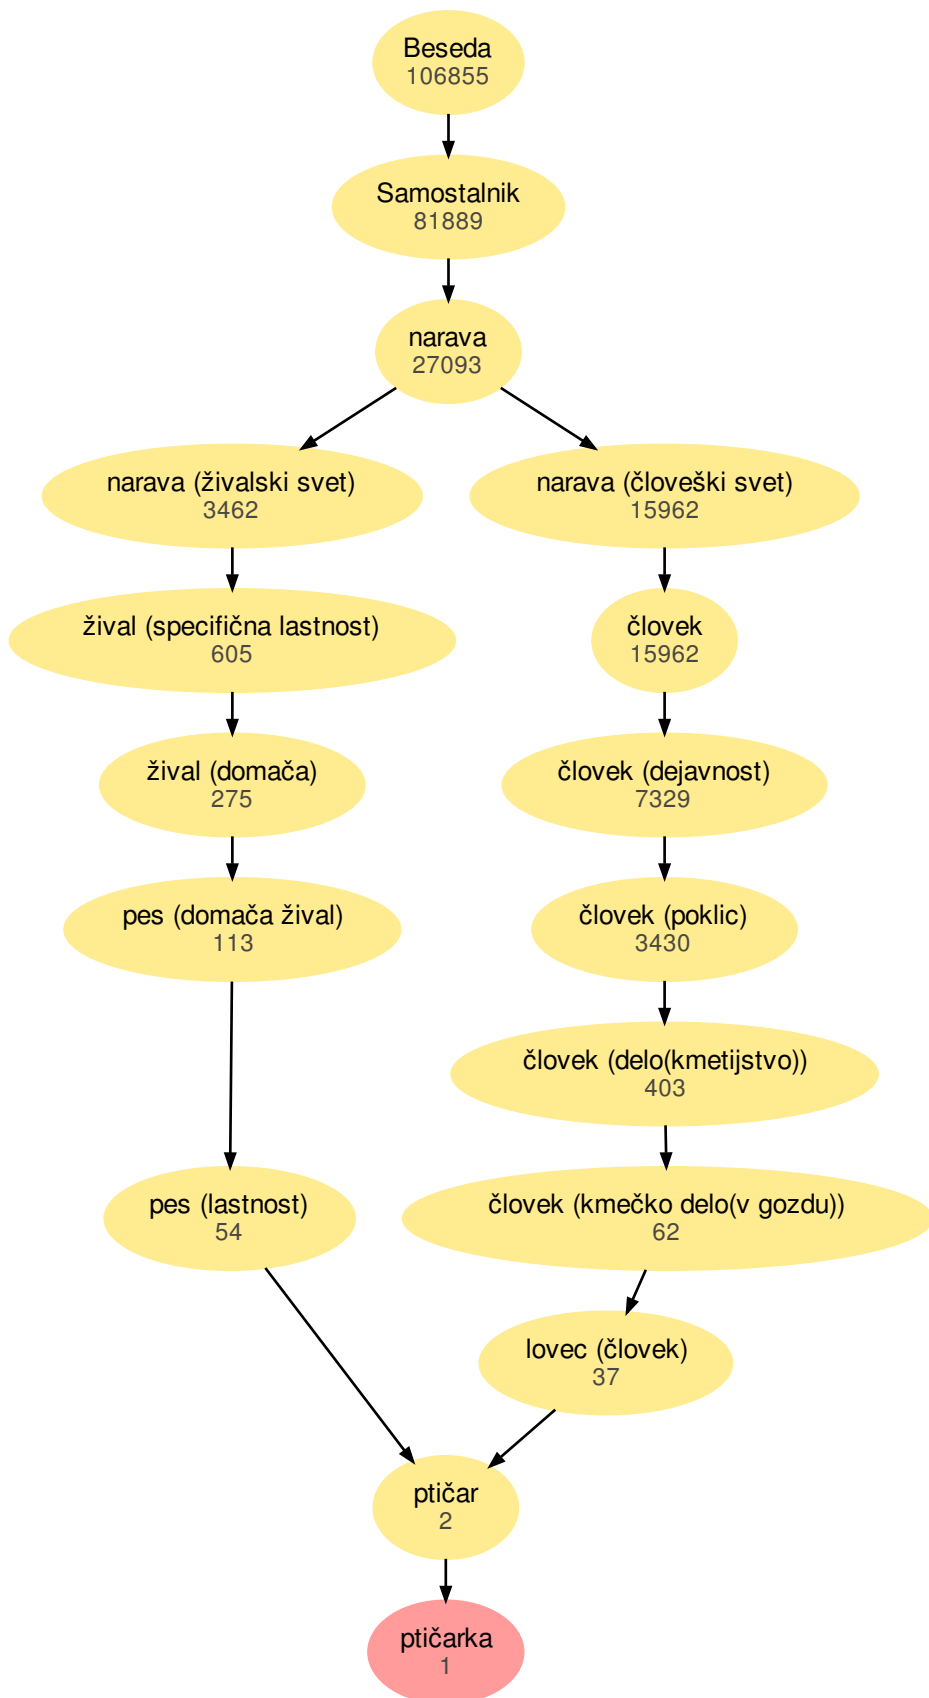 Beseda
106855
Samostalnik
81889
narava
27093
narava (živalski svet)
3462
narava (človeški svet)
15962
žival (specifična lastnost)
605
človek
15962
žival (domača)
275
človek (dejavnost)
7329
pes (domača žival)
113
človek (poklic)
3430
človek (delo(kmetijstvo))
403
pes (lastnost)
54
človek (kmečko delo(v gozdu))
62
lovec (človek)
37
ptičar
2
ptičarka
1